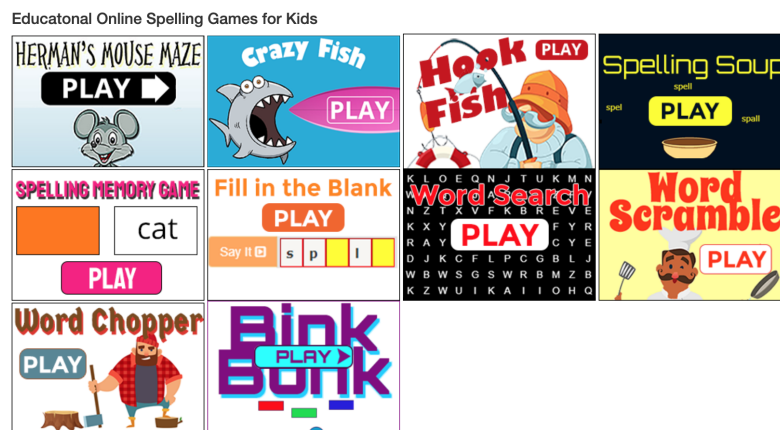 Educatonal Online Spelling Games for Kids
HERMAN'S MOUSE MAZE
PLAY
Crazy Fish
PLAY
Hook
Fish
PLAY
Spelling Soup
spell
spel
PLAY
spall
SPELLING MEMORY GAME
cat
PLAY
Fill in the Blank
PLAY
Say It
s p l
K L O E Q N J T U K M N
Word Search
N Z T X V F K B R E V E
K X Y
PLAY
R A Y
D J K C F L P C G B L J
W B W S G S W R B M Z B
K Z W U I K A I I O H Q
Word
Scramble
PLAY
Word Chopper
PLAY
Bink
PLAY
Bonk